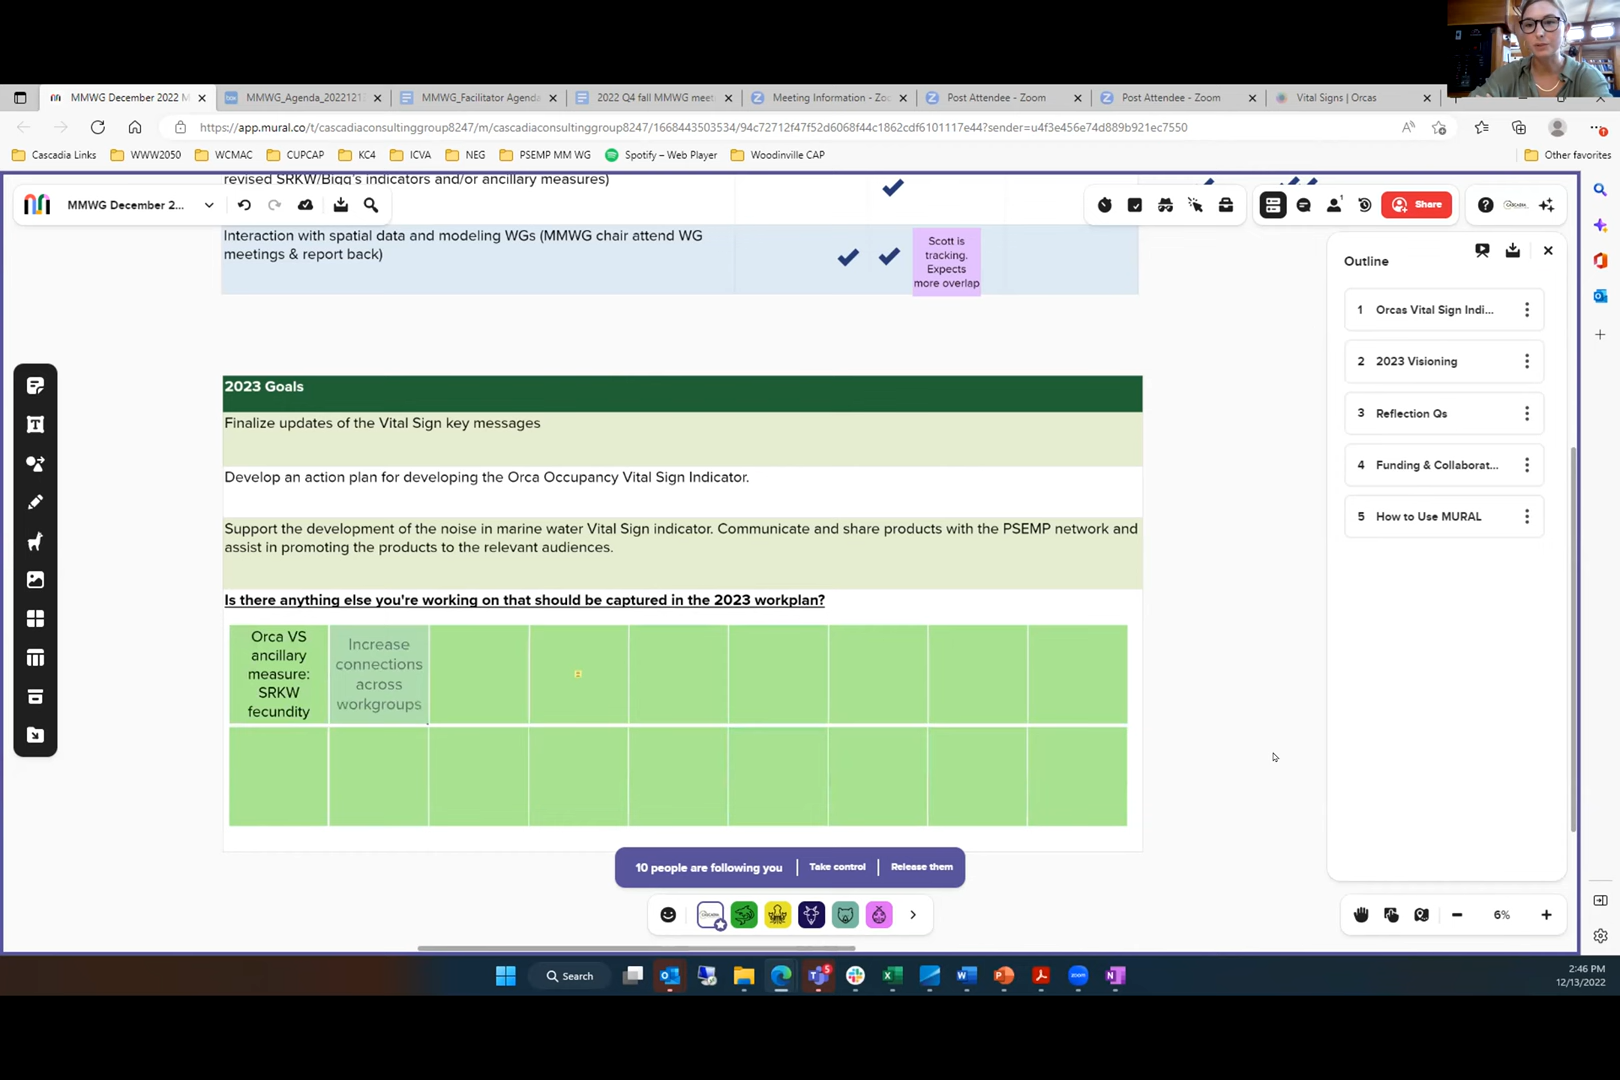 MMWG December 2022 M
MMWG_Agenda_2022121
MMWG_Facilitator Agenda
2022 Q4 fall MMWG meet
Meeting Information - Zoo
Post Attendee - Zoom
Post Attendee - Zoom
Vital Signs | Orcas
https://app.mural.co/t/cascadiaconsultinggroup8247/m/cascadiaconsultinggroup8247/1668443503534/94c72712f47f52d6068f44c1862cdf6101117e44?sender=u4f3e456e74d889b921ec7550
Cascadia Links
WWW2050
WCMAC
CUPCAP
KC4
ICVA
NEG
PSEMP MM WG
Spotify – Web Player
Woodinville CAP
Other favorites
MMWG December 2...
Share
revised SRKW/Bigg's indicators and/or ancillary measures)
Interaction with spatial data and modeling WGs (MMWG chair attend WG
meetings & report back)
Scott is
tracking.
Expects
more overlap
Outline
1 Orcas Vital Sign Indi...
2 2023 Visioning
3 Reflection Qs
4 Funding & Collaborat...
5 How to Use MURAL
2023 Goals
Finalize updates of the Vital Sign key messages
Develop an action plan for developing the Orca Occupancy Vital Sign Indicator.
Support the development of the noise in marine water Vital Sign indicator. Communicate and share products with the PSEMP network and
assist in promoting the products to the relevant audiences.
Is there anything else you're working on that should be captured in the 2023 workplan?
Orca VS
ancillary
measure:
SRKW
fecundity
Increase
connections
across
workgroups
10 people are following you
Take control
Release them
6%
Search
5
2:46 PM
12/13/2022